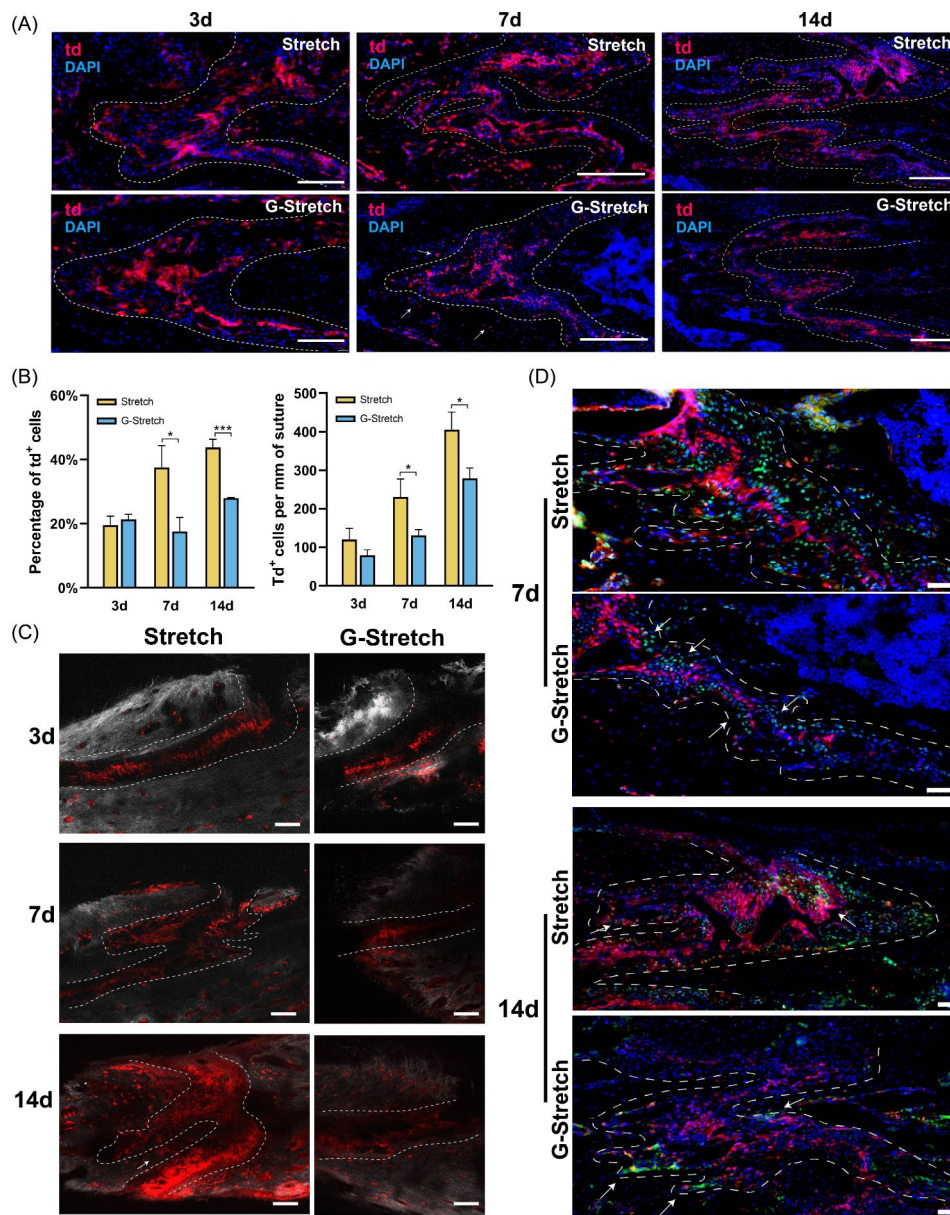 (A)
3d
7d
14d
td
DAPI
Stretch
td
DAPI
Stretch
td
DAPI
Stretch
td
DAPI
G-Stretch
td
DAPI
G-Stretch
td
DAPI
G-Stretch
(B)
Percentage of td⁺ cells
60%
40%
20%
0%
Stretch
G-Stretch
*
***
3d
7d
14d
Td⁺ cells per mm of suture
500
400
300
200
100
0
Stretch
G-Stretch
*
*
3d
7d
14d
(C)
Stretch
G-Stretch
3d
7d
14d
(D)
7d
Stretch
G-Stretch
14d
Stretch
G-Stretch